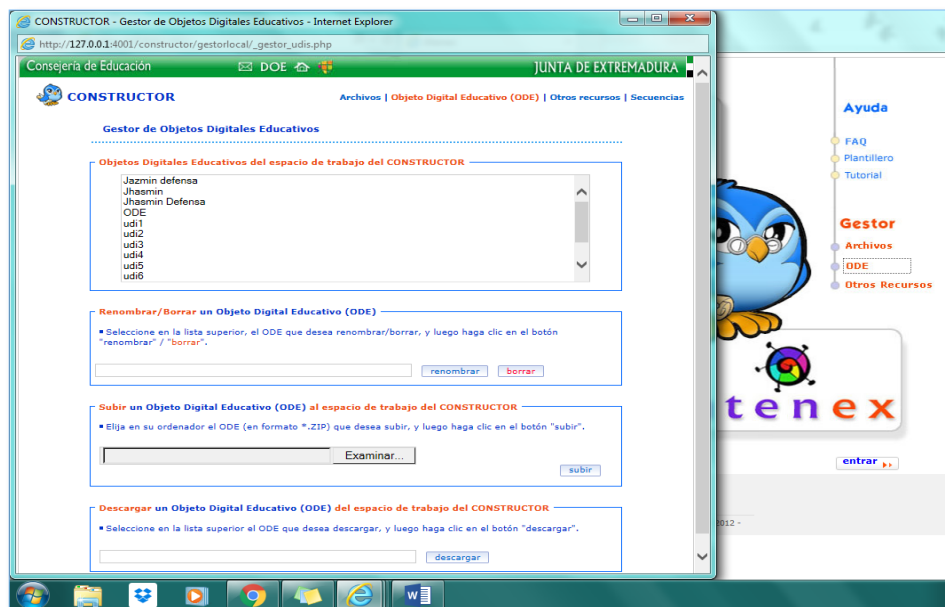 CONSTRUCTOR - Gestor de Objetos Digitales Educativos - Internet Explorer
http://127.0.0.1:4001/constructor/gestorlocal/_gestor_udis.php
Consejería de Educación DOE JUNTA DE EXTREMADURA
CONSTRUCTOR
Archivos | Objeto Digital Educativo (ODE) | Otros recursos | Secuencias
Gestor de Objetos Digitales Educativos
Objetos Digitales Educativos del espacio de trabajo del CONSTRUCTOR
Jazmin defensa
Jhasmin
Jhasmin Defensa
ODE
udi1
udi2
udi3
udi4
udi5
udi6
Renombrar/Borrar un Objeto Digital Educativo (ODE)
Seleccione en la lista superior, el ODE que desea renombrar/borrar, y luego haga clic en el botón
"renombrar" / "borrar".
renombrar borrar
Subir un Objeto Digital Educativo (ODE) al espacio de trabajo del CONSTRUCTOR
Elija en su ordenador el ODE (en formato *.ZIP) que desea subir, y luego haga clic en el botón "subir".
Examinar...
subir
Descargar un Objeto Digital Educativo (ODE) del espacio de trabajo del CONSTRUCTOR
Seleccione en la lista superior el ODE que desea descargar, y luego haga clic en el botón "descargar".
descargar
Ayuda
FAQ
Plantillero
Tutorial
Gestor
Archivos
ODE
Otros Recursos
tenex
entrar
2012 -